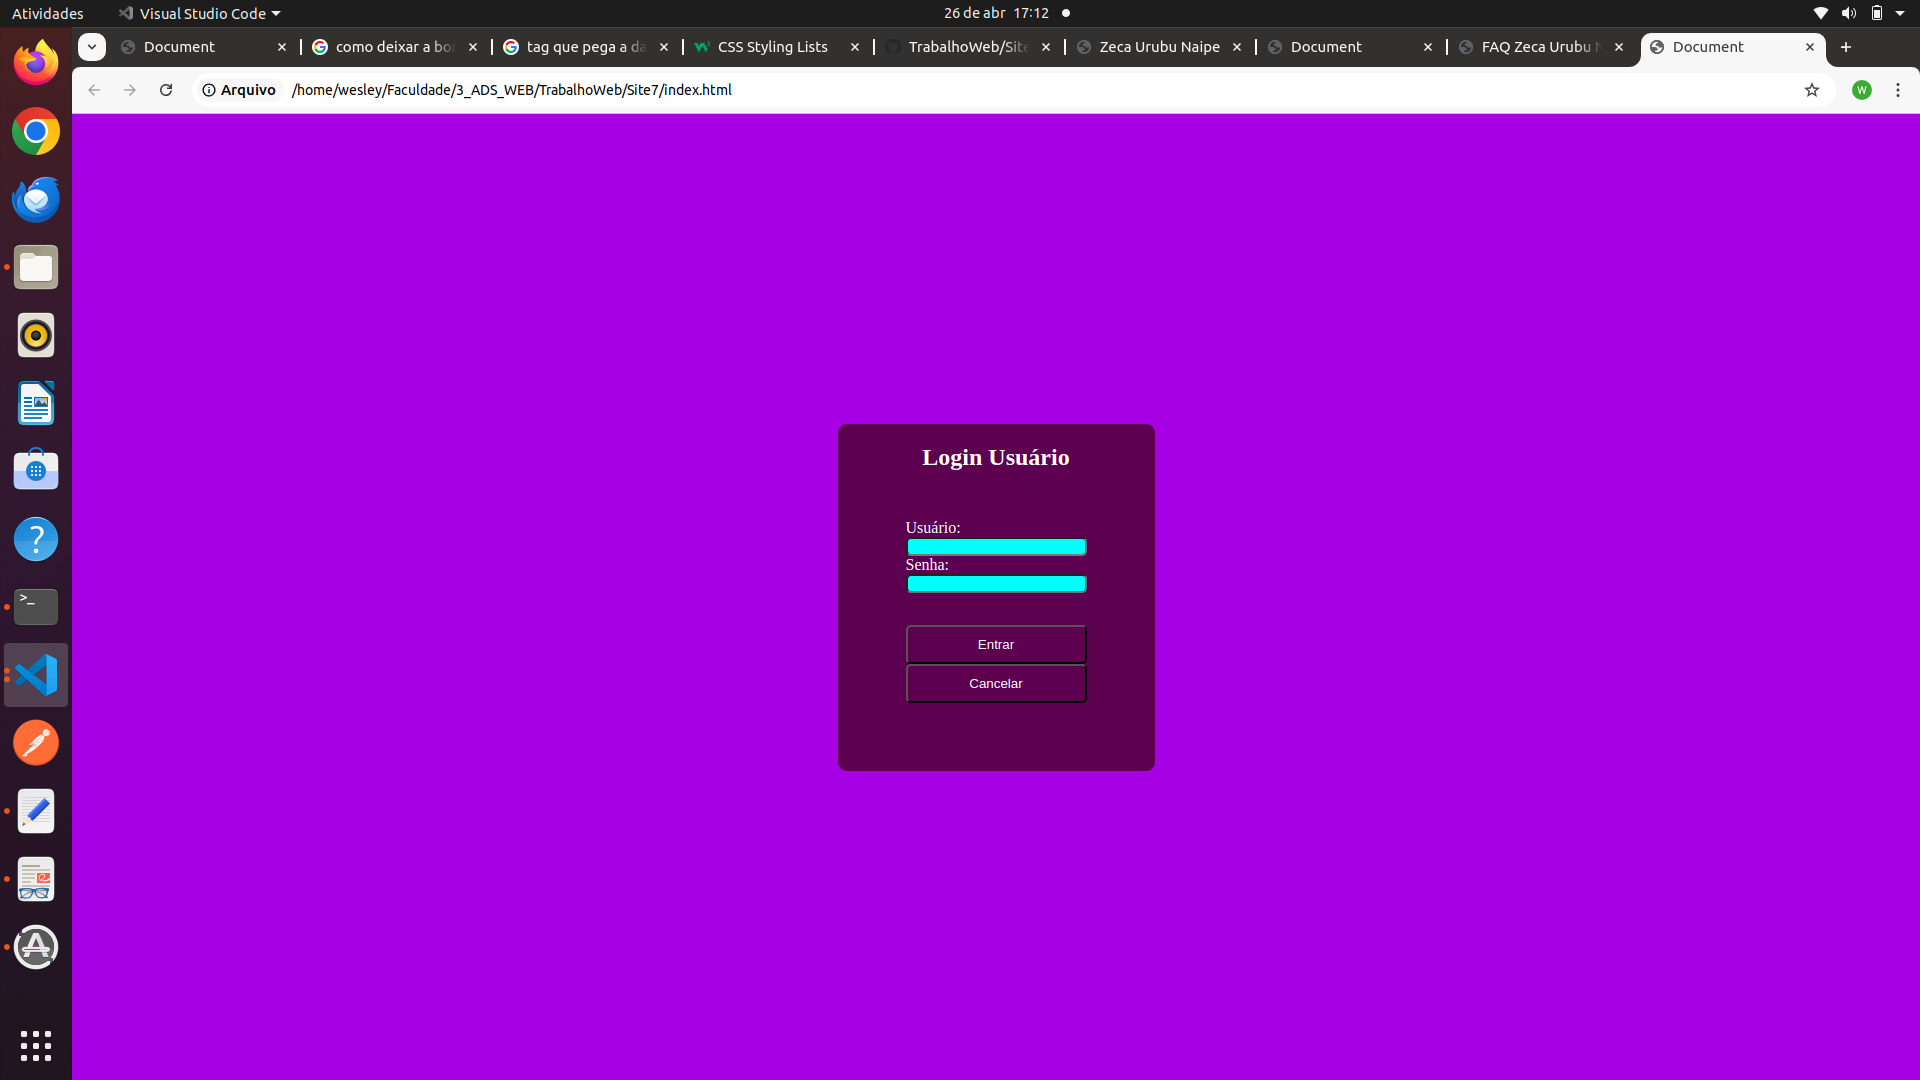 Atividades
Visual Studio Code
26 de abr 17:12
Document
como deixar a bor
tag que pega a da
CSS Styling Lists
TrabalhoWeb/Site
Zeca Urubu Naipe
Document
FAQ Zeca Urubu N
Document
Arquivo
/home/wesley/Faculdade/3_ADS_WEB/TrabalhoWeb/Site7/index.html
W
Login Usuário
Usuário:
Senha:
Entrar
Cancelar